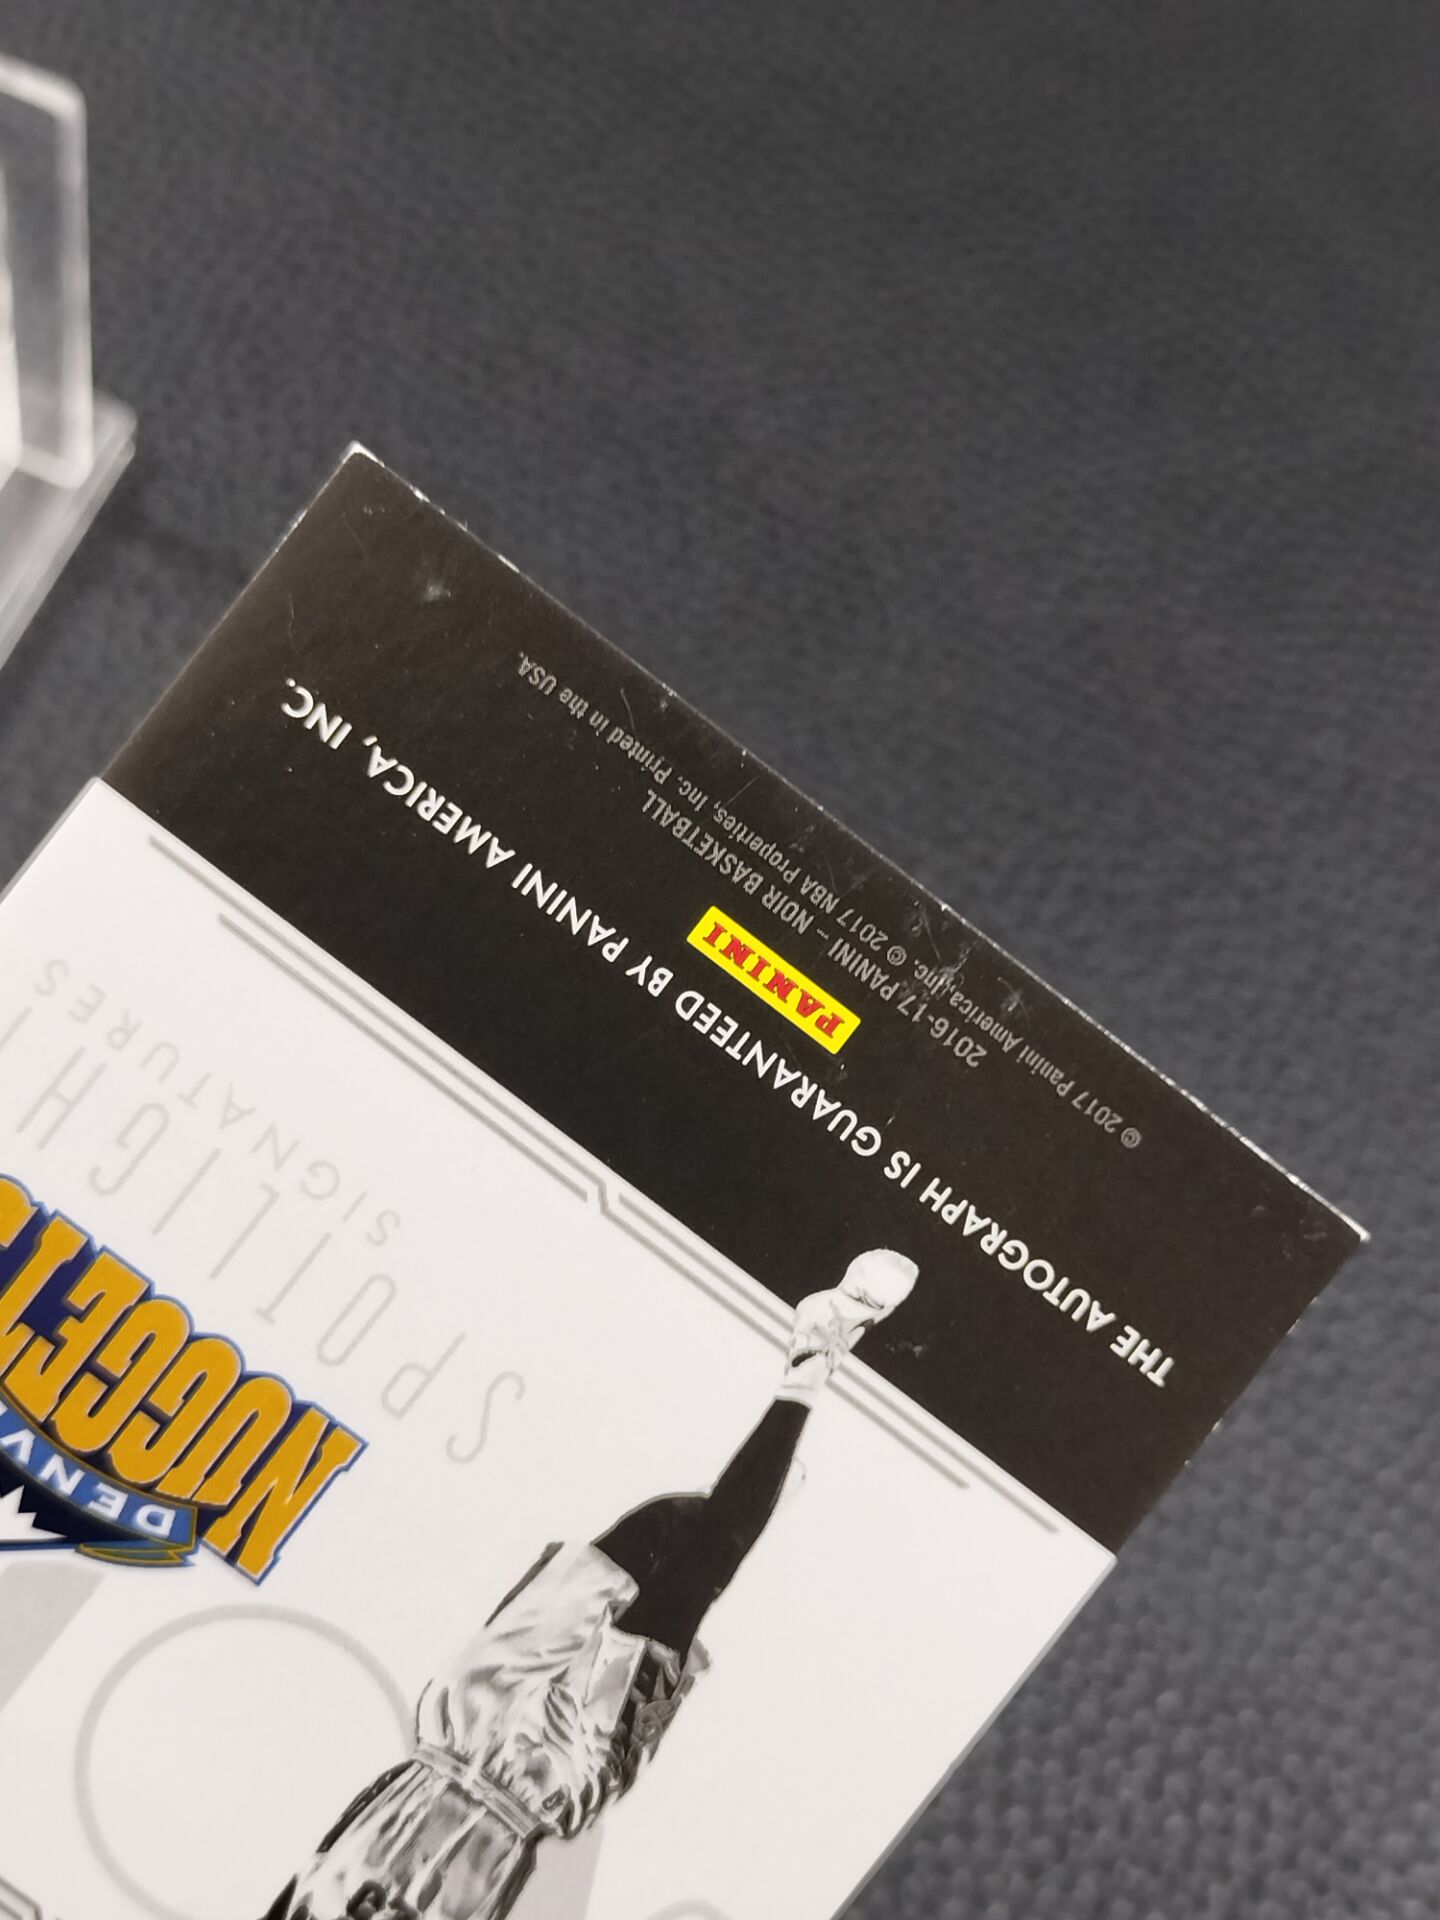 DENV
NUGGETS
SPOTLIGHT
SIGNATURES
THE AUTOGRAPH IS GUARANTEED BY PANINI AMERICA, INC.
PANINI
2016-17 PANINI – NOIR BASKETBALL
© 2017 Panini America, Inc. © 2017 NBA Properties, Inc. Printed in the USA.